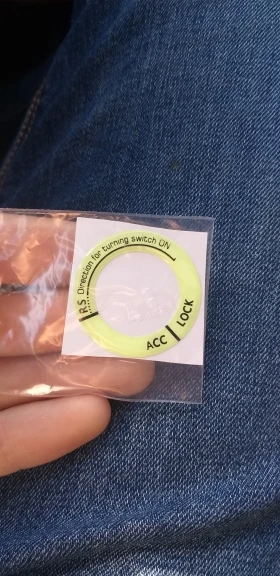 R.S. Direction for turning switch ON
LOCK
ACC